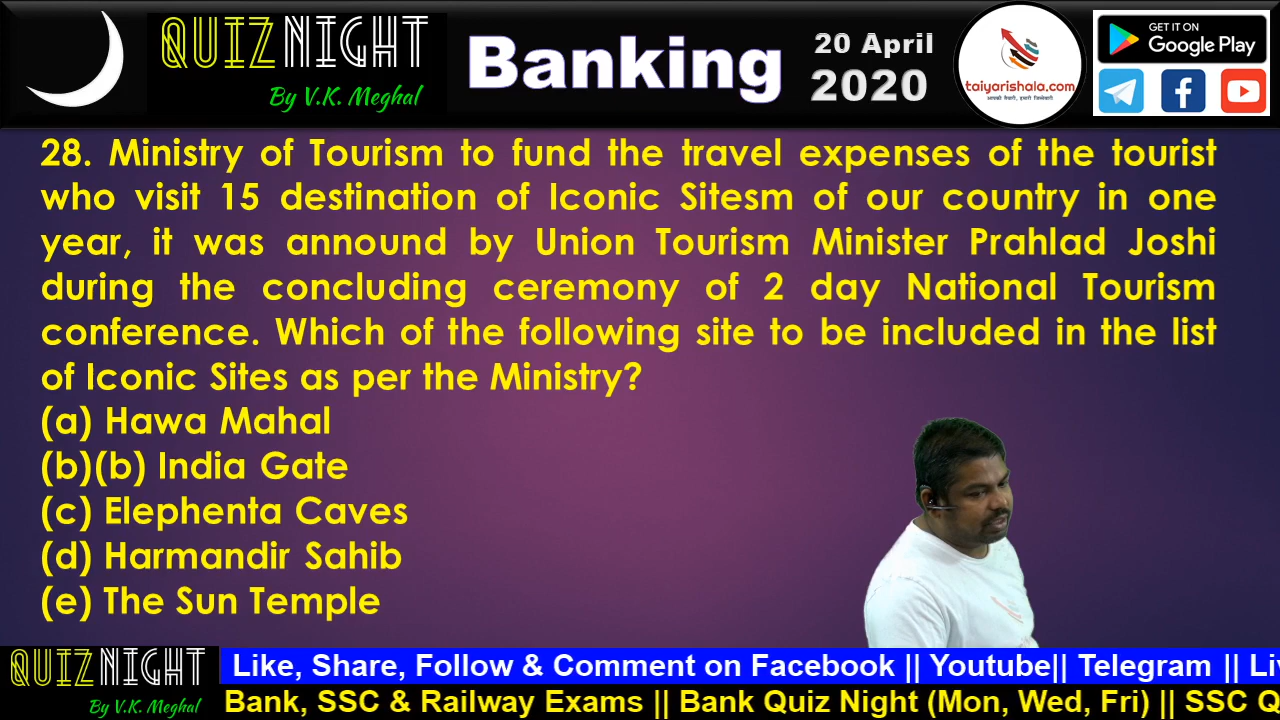 QUIZ NIGHT
By V.K. Meghal
Banking
20 April
2020
taiyarishala.com
आपकी तैयारी, हमारी जिम्मेदारी
GET IT ON
Google Play
28. Ministry of Tourism to fund the travel expenses of the tourist
who visit 15 destination of Iconic Sitesm of our country in one
year, it was annound by Union Tourism Minister Prahlad Joshi
during the concluding ceremony of 2 day National Tourism
conference. Which of the following site to be included in the list
of Iconic Sites as per the Ministry?
(a) Hawa Mahal
(b)(b) India Gate
(c) Elephenta Caves
(d) Harmandir Sahib
(e) The Sun Temple
QUIZ NIGHT
By V.K. Meghal
Like, Share, Follow & Comment on Facebook || Youtube|| Telegram || Li
Bank, SSC & Railway Exams || Bank Quiz Night (Mon, Wed, Fri) || SSC Q